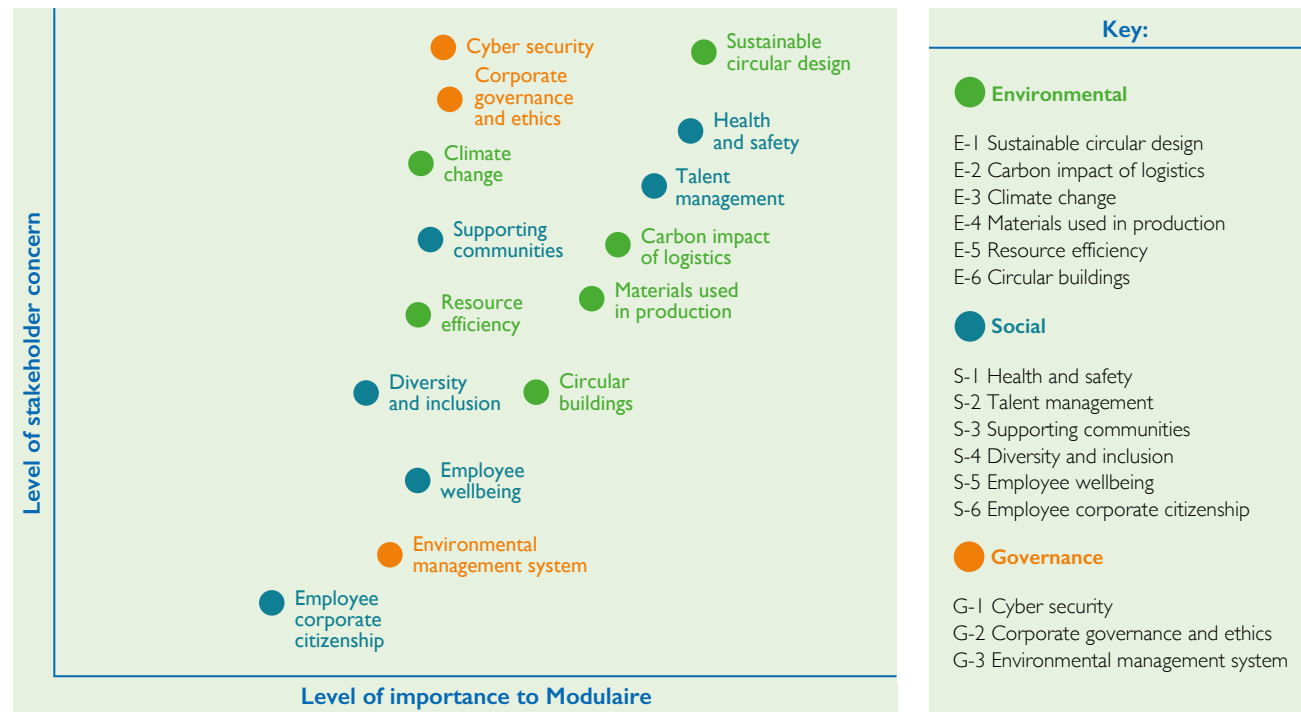 Level of stakeholder concern
Cyber security
Corporate
governance
and ethics
Climate
change
Supporting
communities
Resource
efficiency
Diversity
and inclusion
Employee
wellbeing
Environmental
management system
Employee
corporate
citizenship
Sustainable
circular design
Health
and safety
Talent
management
Carbon impact
of logistics
Materials used
in production
Circular
buildings
Level of importance to Modulaire
Key:
Environmental
E-1 Sustainable circular design
E-2 Carbon impact of logistics
E-3 Climate change
E-4 Materials used in production
E-5 Resource efficiency
E-6 Circular buildings
Social
S-1 Health and safety
S-2 Talent management
S-3 Supporting communities
S-4 Diversity and inclusion
S-5 Employee wellbeing
S-6 Employee corporate citizenship
Governance
G-1 Cyber security
G-2 Corporate governance and ethics
G-3 Environmental management system